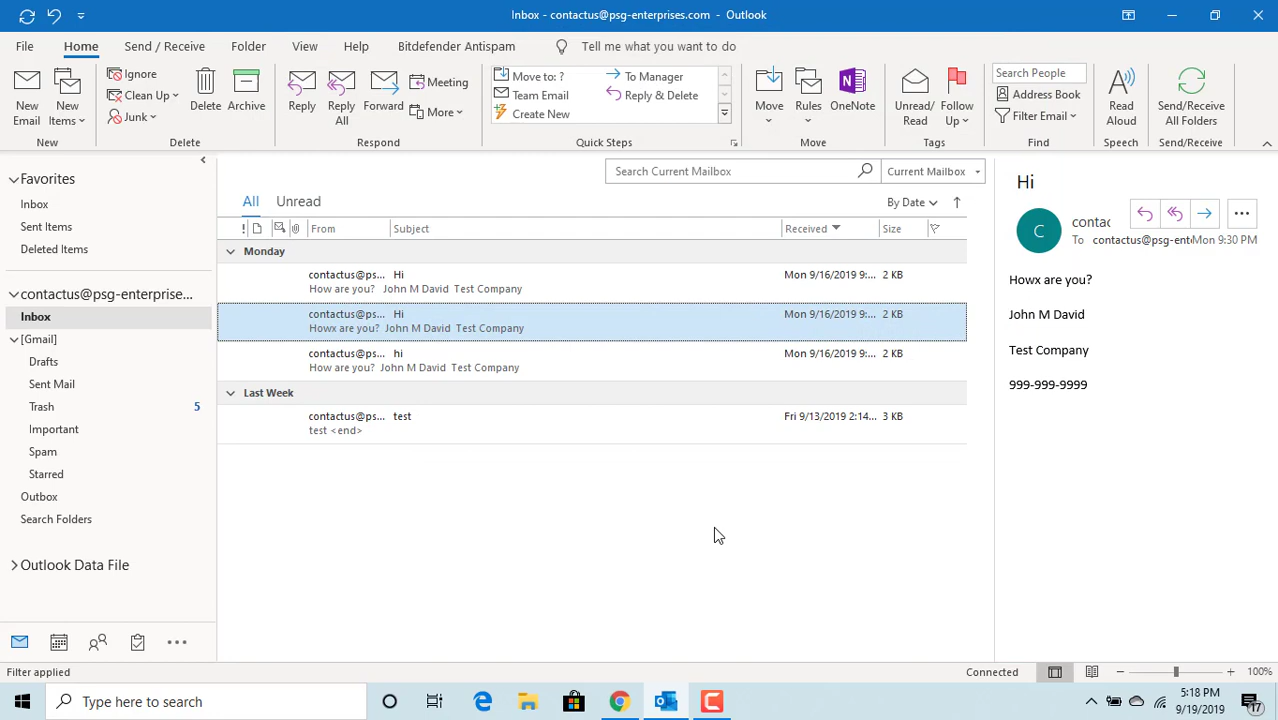 Inbox - contactus@psg-enterprises.com - Outlook
File Home Send / Receive Folder View Help Bitdefender Antispam Tell me what you want to do
New Email
New Items
New
Ignore
Clean Up
Junk
Delete
Archive
Delete
Reply
Reply All
Forward
Meeting
More
Respond
Move to: ?
To Manager
Team Email
Reply & Delete
Create New
Quick Steps
Move
Rules
OneNote
Move
Unread/ Read
Follow Up
Tags
Search People
Address Book
Filter Email
Find
Read Aloud
Speech
Send/Receive All Folders
Send/Receive
Favorites
Inbox
Sent Items
Deleted Items
contactus@psg-enterprise...
Inbox
[Gmail]
Drafts
Sent Mail
Trash 5
Important
Spam
Starred
Outbox
Search Folders
Outlook Data File
Search Current Mailbox Current Mailbox
All Unread By Date
! From Subject Received Size
Monday
contactus@ps... Hi Mon 9/16/2019 9:... 2 KB
How are you? John M David Test Company
contactus@ps... Hi Mon 9/16/2019 9:... 2 KB
Howx are you? John M David Test Company
contactus@ps... hi Mon 9/16/2019 9:... 2 KB
How are you? John M David Test Company
Last Week
contactus@ps... test Fri 9/13/2019 2:14... 3 KB
test <end>
Hi
C
contac
To contactus@psg-ent Mon 9:30 PM
Howx are you?
John M David
Test Company
999-999-9999
Filter applied Connected 100%
Type here to search
5:18 PM
9/19/2019
17